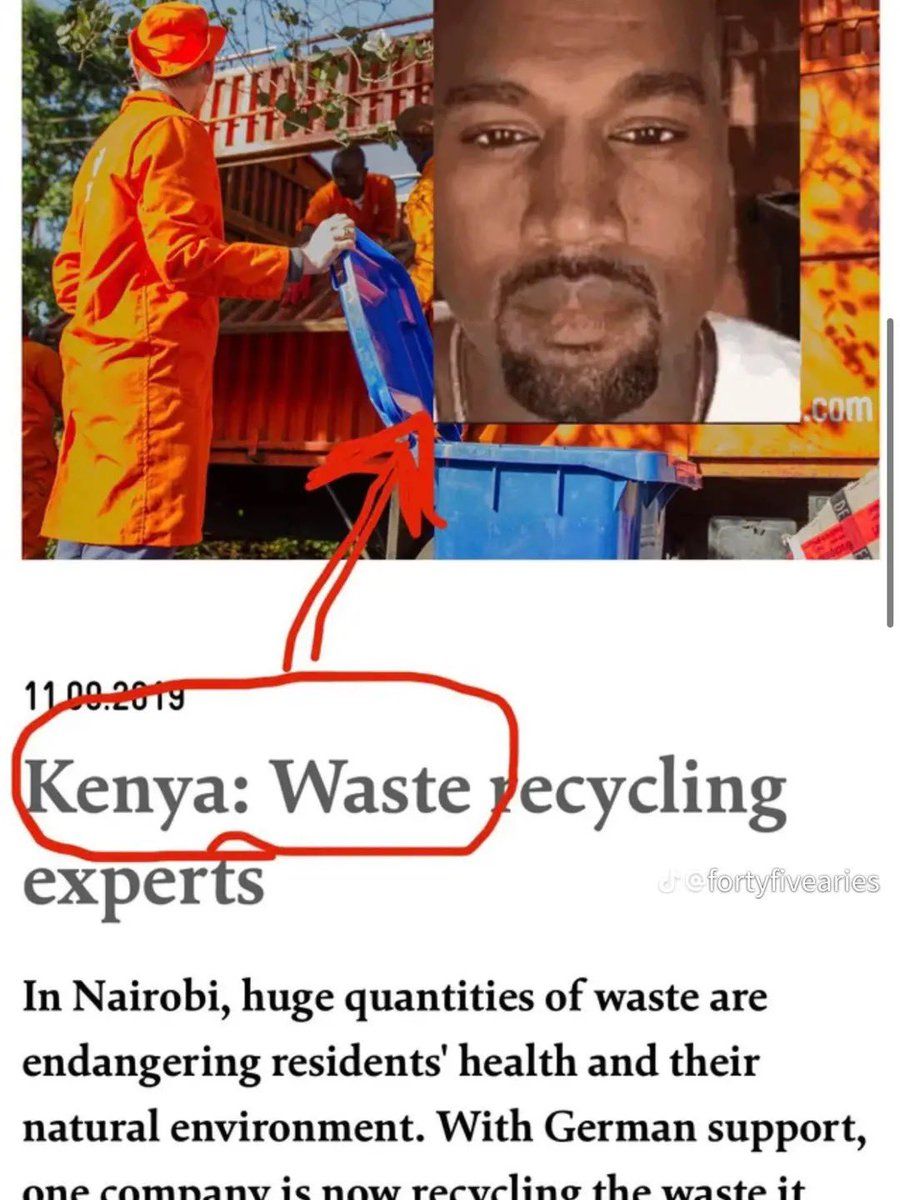 .com
11.09.2019
Kenya: Waste recycling
experts
@fortyfivearies
In Nairobi, huge quantities of waste are
endangering residents' health and their
natural environment. With German support,
one company is now recycling the waste it